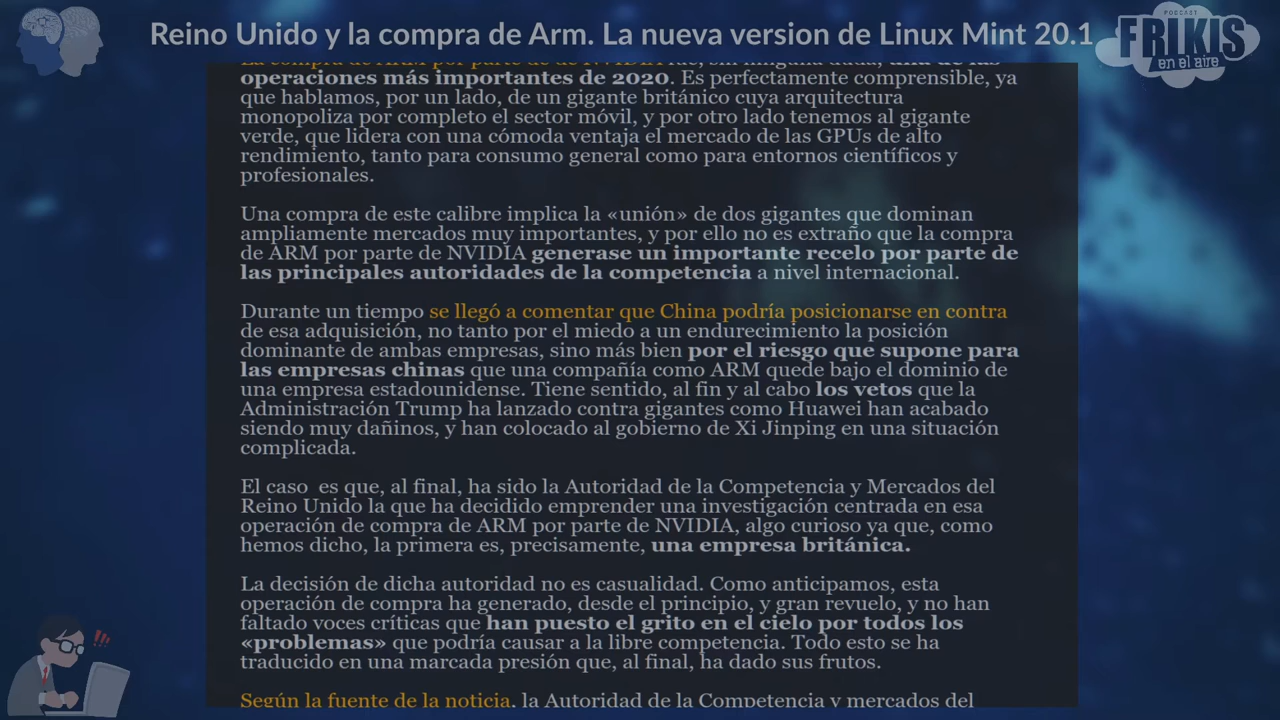 Reino Unido y la compra de Arm. La nueva version de Linux Mint 20.1
PODCAST
FRIKIS
en el aire
La compra de ARM por parte de de NVIDIA fue, sin ninguna duda, una de las
operaciones más importantes de 2020. Es perfectamente comprensible, ya
que hablamos, por un lado, de un gigante británico cuya arquitectura
monopoliza por completo el sector móvil, y por otro lado tenemos al gigante
verde, que lidera con una cómoda ventaja el mercado de las GPUs de alto
rendimiento, tanto para consumo general como para entornos científicos y
profesionales.
Una compra de este calibre implica la «unión» de dos gigantes que dominan
ampliamente mercados muy importantes, y por ello no es extraño que la compra
de ARM por parte de NVIDIA generase un importante recelo por parte de
las principales autoridades de la competencia a nivel internacional.
Durante un tiempo se llegó a comentar que China podría posicionarse en contra
de esa adquisición, no tanto por el miedo a un endurecimiento la posición
dominante de ambas empresas, sino más bien por el riesgo que supone para
las empresas chinas que una compañía como ARM quede bajo el dominio de
una empresa estadounidense. Tiene sentido, al fin y al cabo los vetos que la
Administración Trump ha lanzado contra gigantes como Huawei han acabado
siendo muy dañinos, y han colocado al gobierno de Xi Jinping en una situación
complicada.
El caso es que, al final, ha sido la Autoridad de la Competencia y Mercados del
Reino Unido la que ha decidido emprender una investigación centrada en esa
operación de compra de ARM por parte de NVIDIA, algo curioso ya que, como
hemos dicho, la primera es, precisamente, una empresa británica.
La decisión de dicha autoridad no es casualidad. Como anticipamos, esta
operación de compra ha generado, desde el principio, y gran revuelo, y no han
faltado voces críticas que han puesto el grito en el cielo por todos los
«problemas» que podría causar a la libre competencia. Todo esto se ha
traducido en una marcada presión que, al final, ha dado sus frutos.
Según la fuente de la noticia, la Autoridad de la Competencia y mercados del
!!!